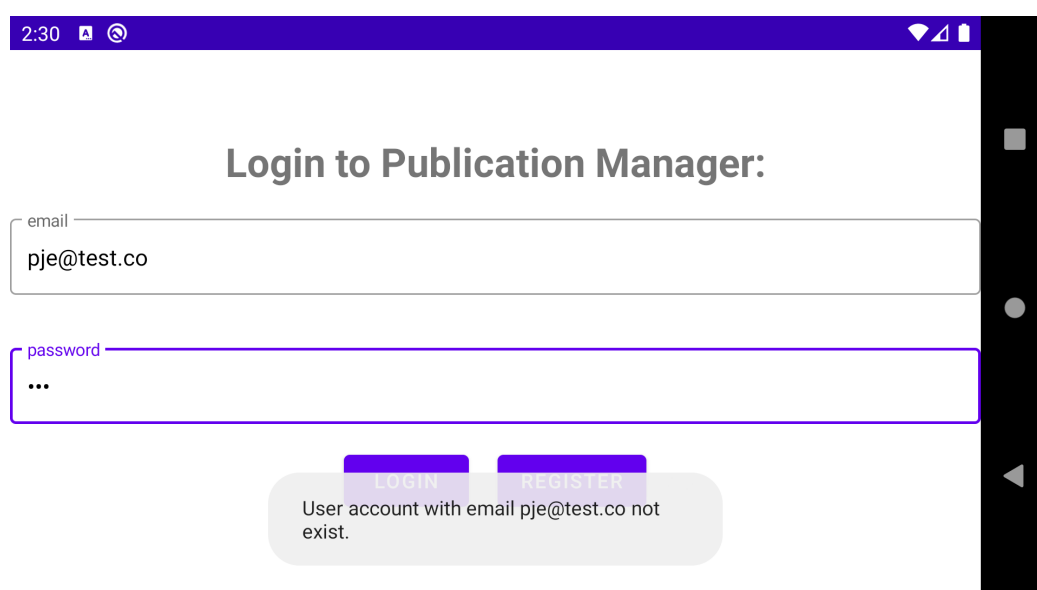 2:30
Login to Publication Manager:
email
pje@test.co
password
LOGIN REGISTER
User account with email pje@test.co not
exist.